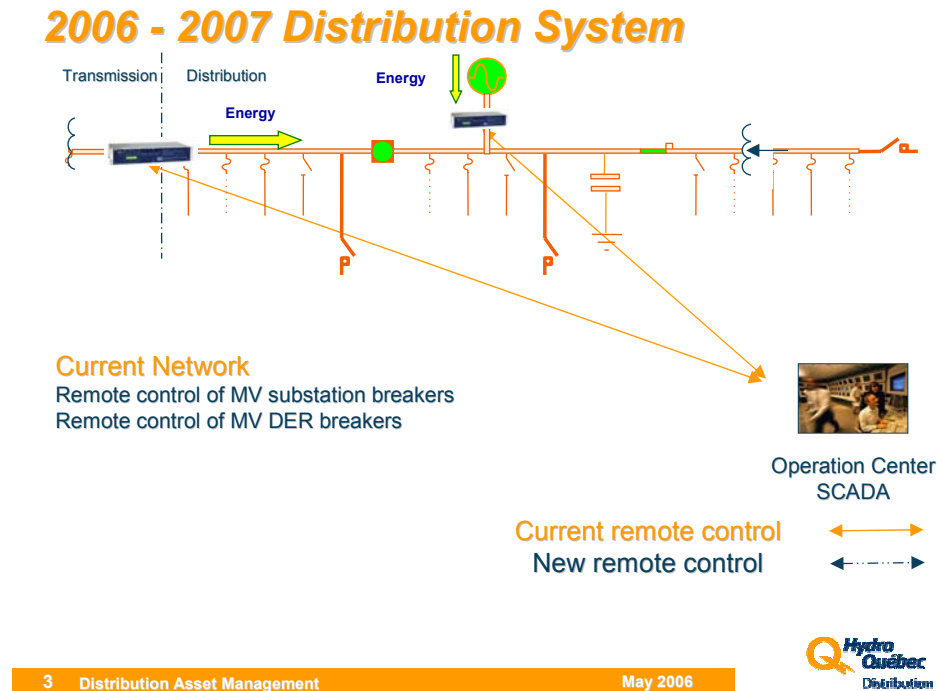 2006 - 2007 Distribution System
Transmission
Distribution
Energy
Energy
Current Network
Remote control of MV substation breakers
Remote control of MV DER breakers
Operation Center
SCADA
Current remote control
New remote control
Hydro
Québec
Distribution
3 Distribution Asset Management May 2006